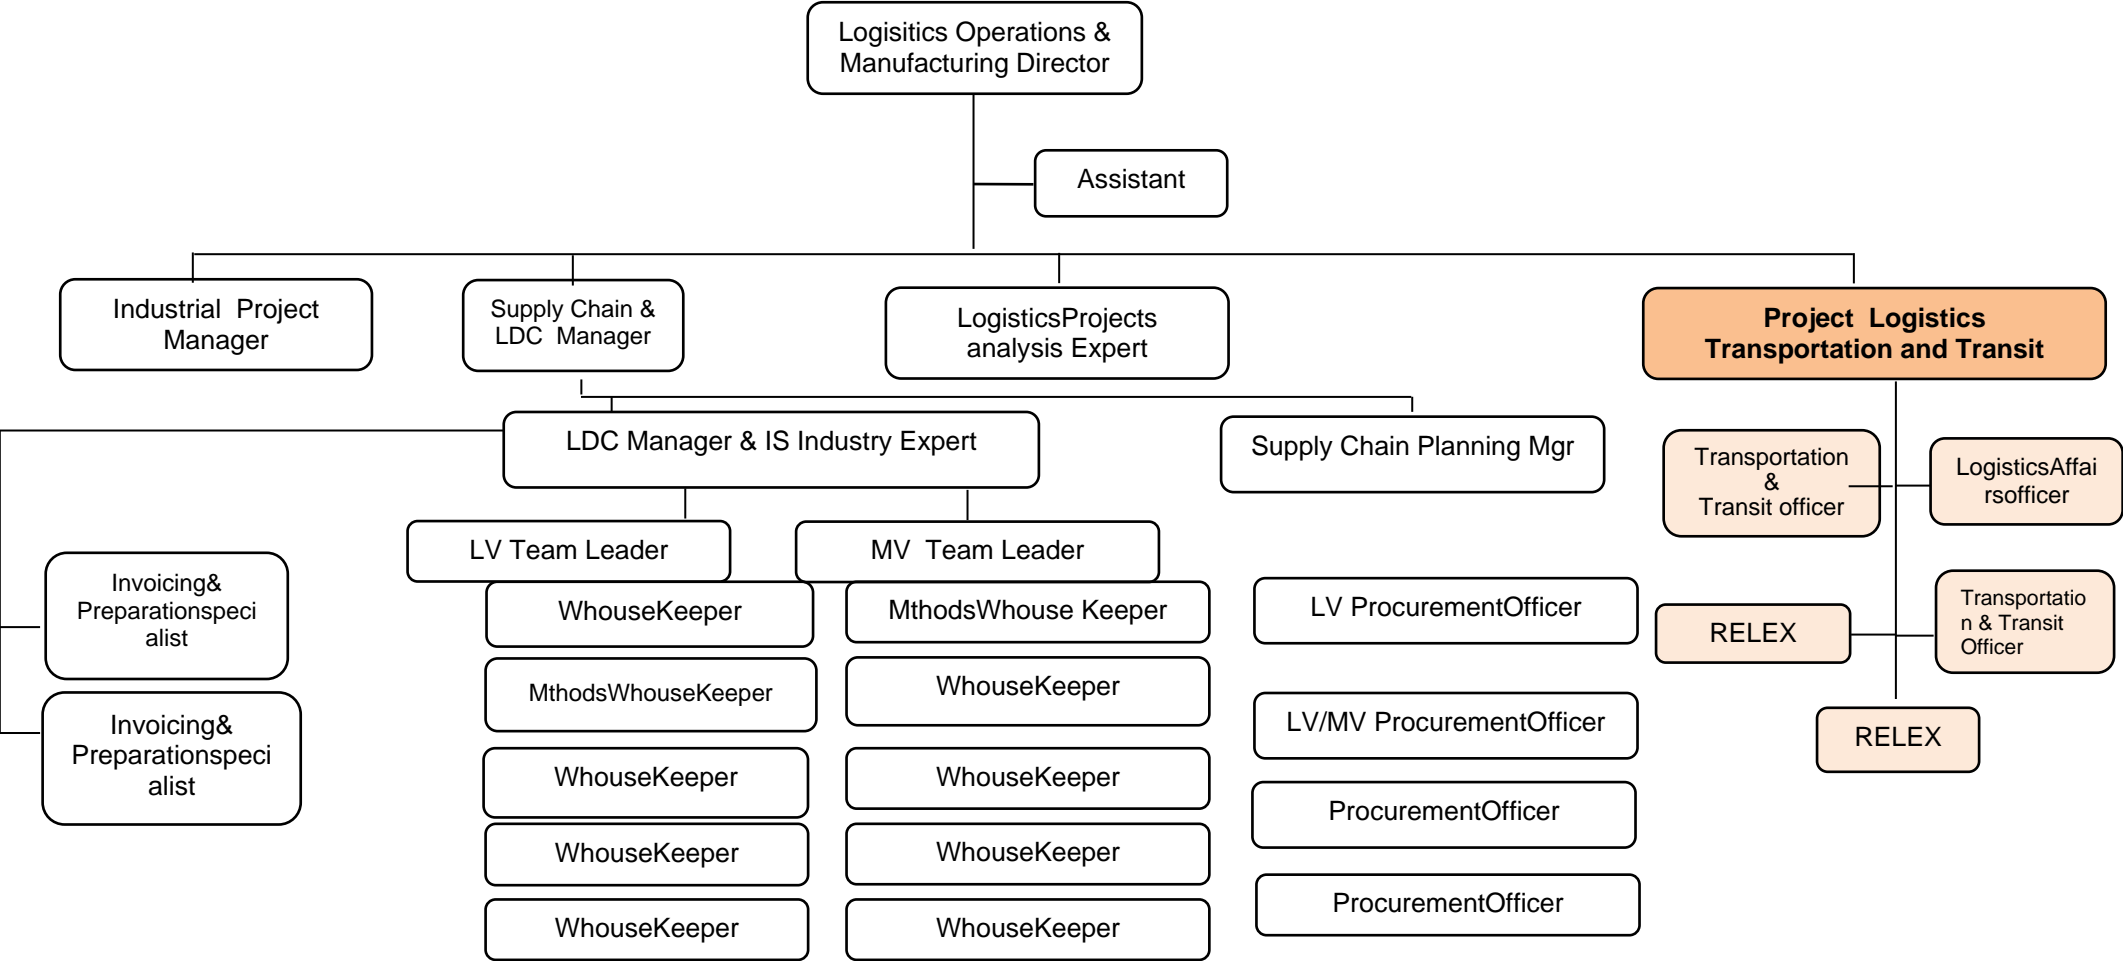 Logisitics Operations &
Manufacturing Director
Assistant
Industrial Project
Manager
Supply Chain &
LDC Manager
LogisticsProjects
analysis Expert
Project Logistics
Transportation and Transit
LDC Manager & IS Industry Expert
Supply Chain Planning Mgr
Transportation
&
Transit officer
LogisticsAffai
rsofficer
LV Team Leader
MV Team Leader
Invoicing&
Preparationspeci
alist
Invoicing&
Preparationspeci
alist
WhouseKeeper
MthodsWhouseKeeper
WhouseKeeper
WhouseKeeper
WhouseKeeper
MthodsWhouse Keeper
WhouseKeeper
WhouseKeeper
WhouseKeeper
WhouseKeeper
LV ProcurementOfficer
LV/MV ProcurementOfficer
ProcurementOfficer
ProcurementOfficer
RELEX
Transportatio
n & Transit
Officer
RELEX